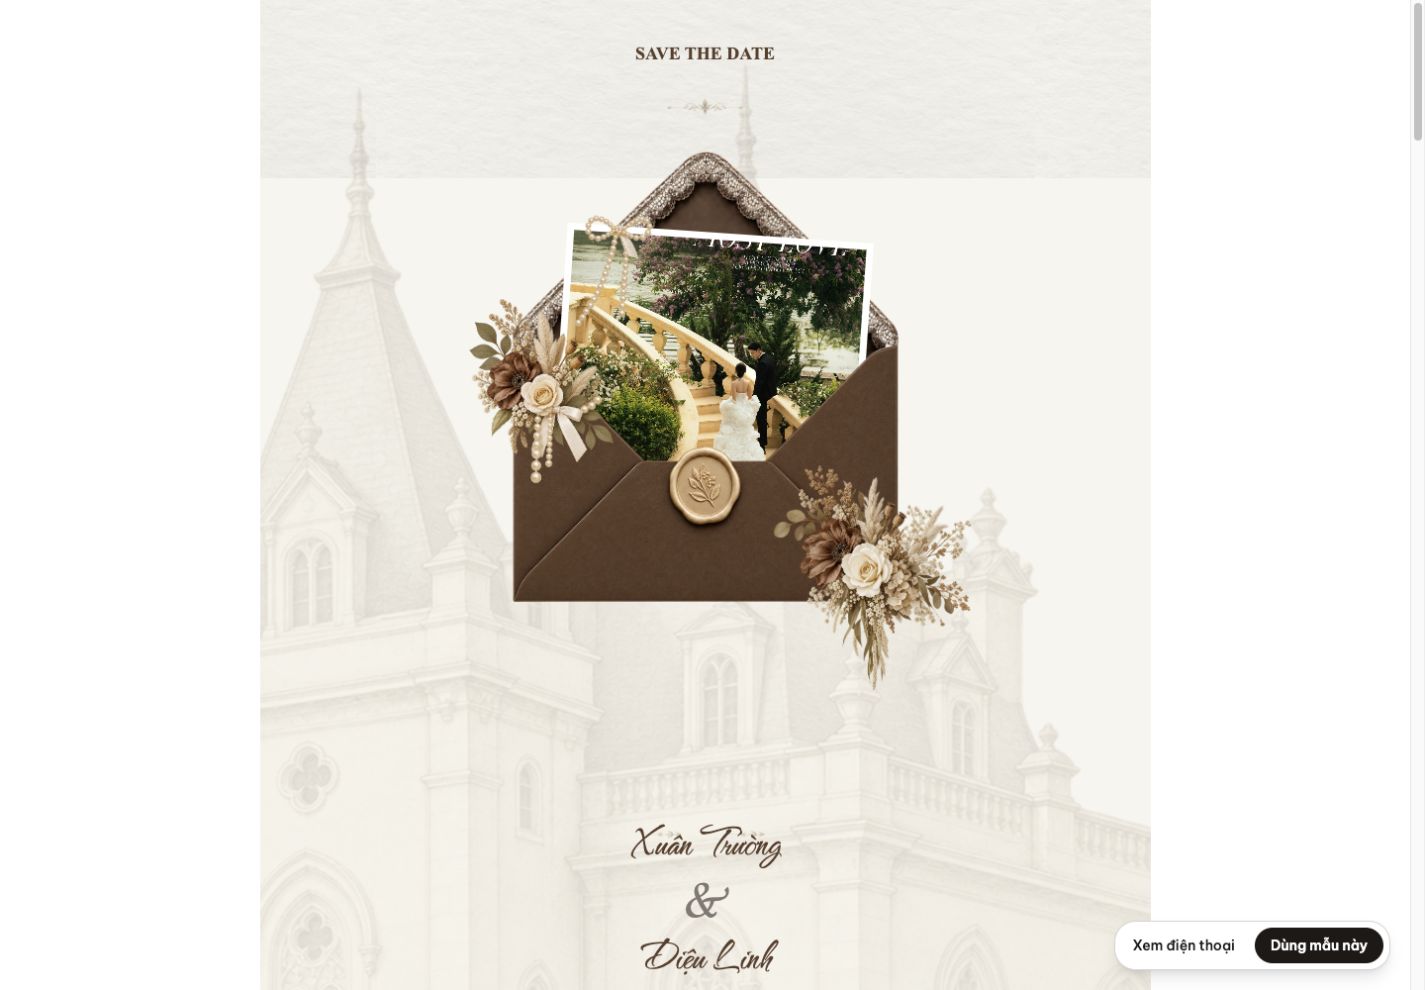 SAVE THE DATE
Xuân Trường
&
Diệu Linh
Xem điện thoại
Dùng mẫu này